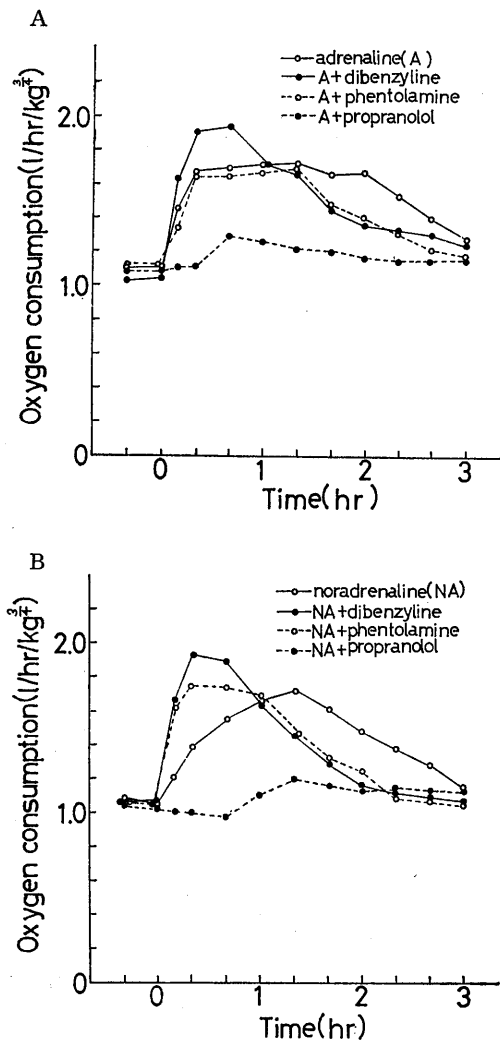 A
adrenaline(A)
A+dibenzyline
A+phentolamine
A+propranolol
Oxygen consumption(l/hr/kg¾)
2.0
1.0
0
0 1 2 3
Time(hr)
B
noradrenaline(NA)
NA+dibenzyline
NA+phentolamine
NA+propranolol
Oxygen consumption(l/hr/kg¾)
2.0
1.0
0
0 1 2 3
Time(hr)